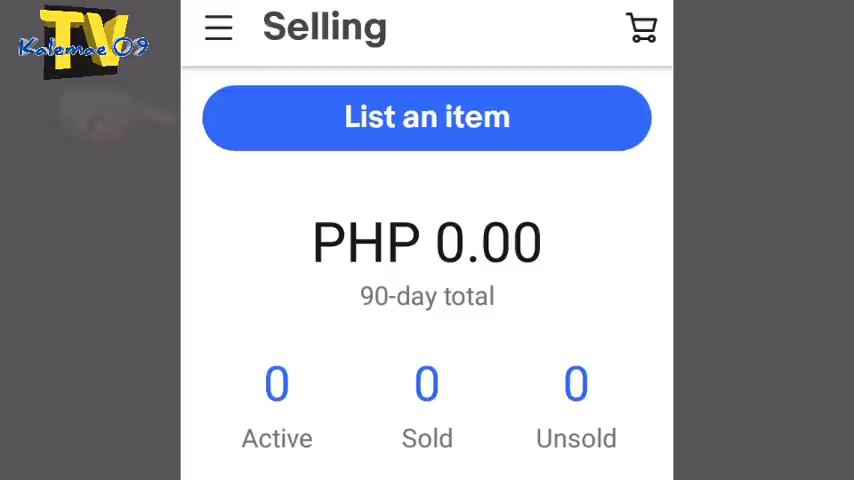 TV
Kalemae 09
Selling
List an item
PHP 0.00
90-day total
0 0 0
Active Sold Unsold